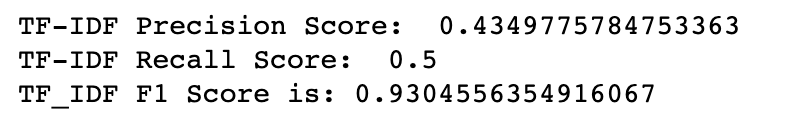 TF-IDF Precision Score:  0.4349775784753363
TF-IDF Recall Score:  0.5
TF_IDF F1 Score is: 0.9304556354916067